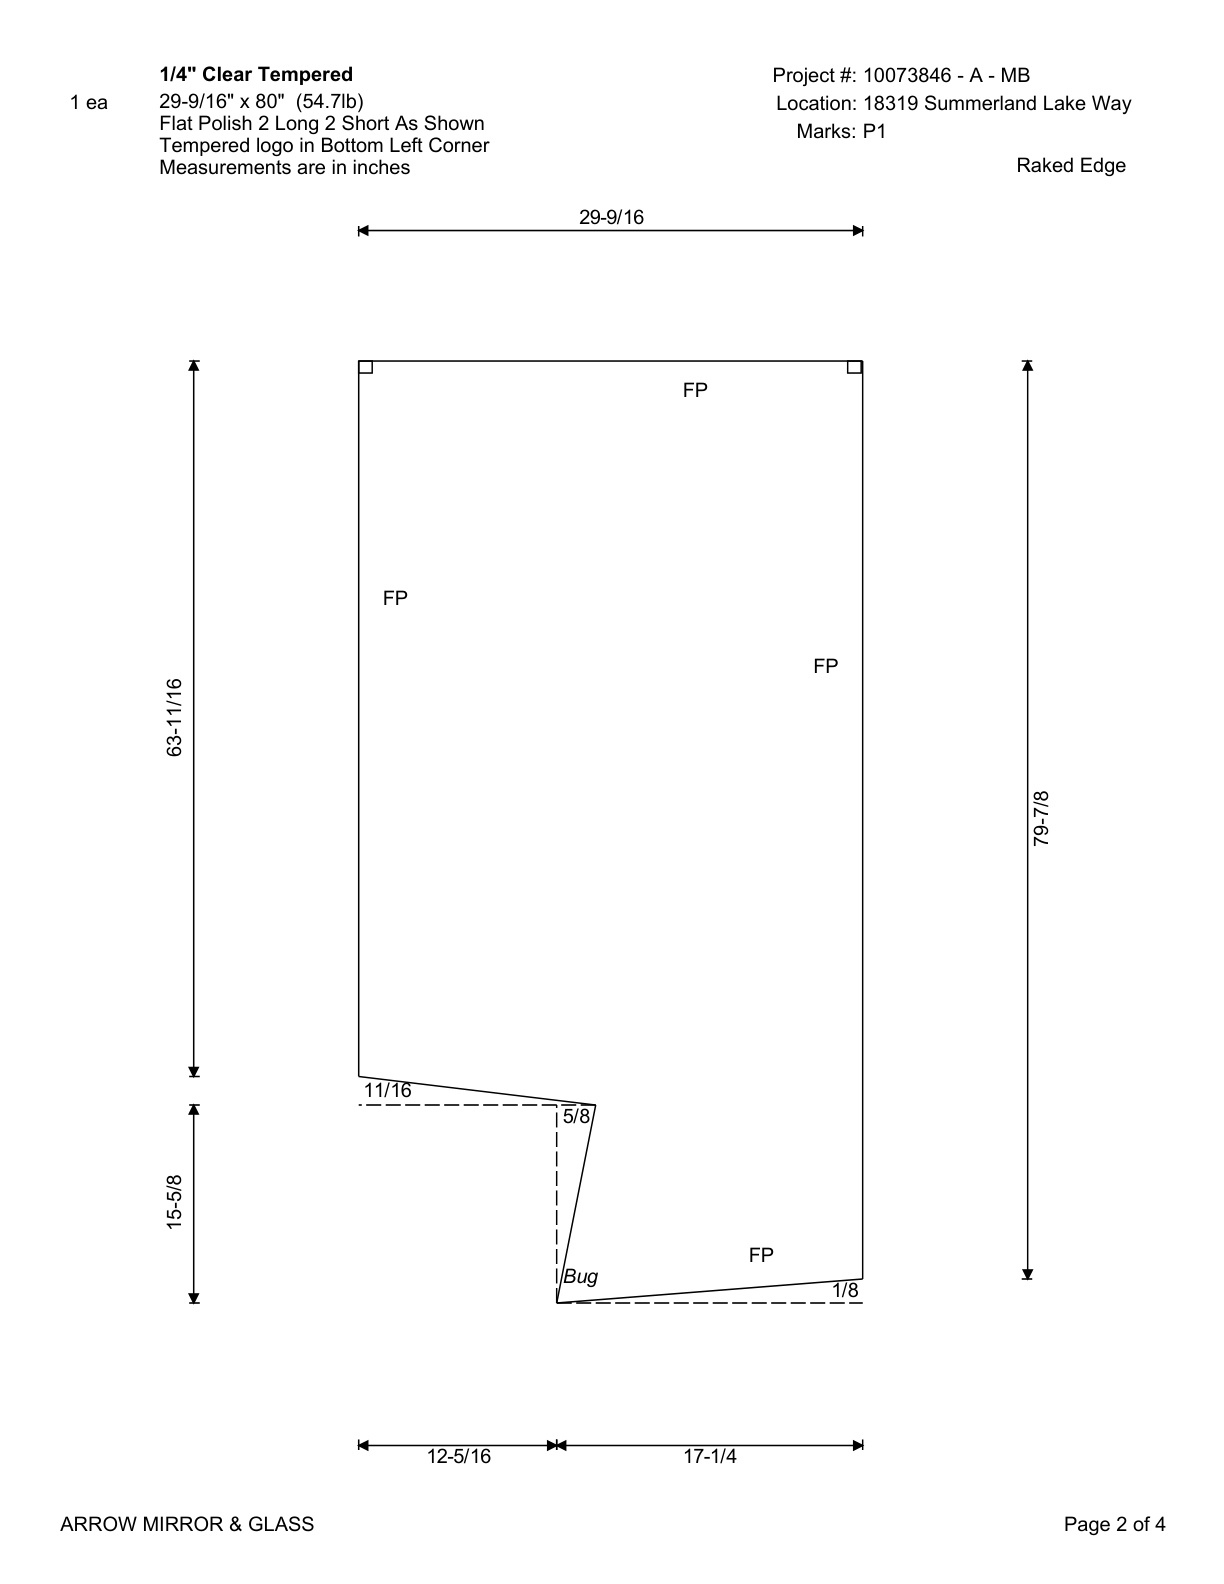 1/4" Clear Tempered
Project #: 10073846 - A - MB
1 ea
29-9/16" x 80"  (54.7lb)
Location: 18319 Summerland Lake Way
Flat Polish 2 Long 2 Short As Shown
Marks: P1
Tempered logo in Bottom Left Corner
Measurements are in inches
Raked Edge
29-9/16
FP
FP
FP
63-11/16
79-7/8
11/16
5/8
15-5/8
FP
Bug
1/8
12-5/16
17-1/4
ARROW MIRROR & GLASS
Page 2 of 4